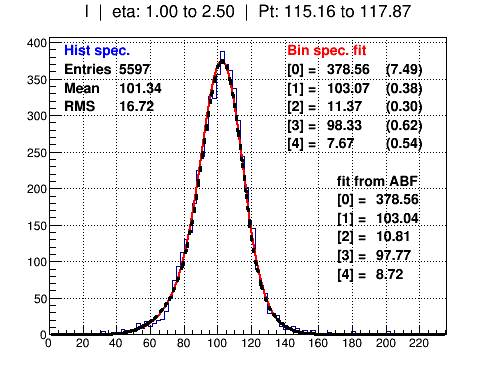 I | eta: 1.00 to 2.50 | Pt: 115.16 to 117.87
Hist spec.
Entries 5597
Mean 101.34
RMS 16.72
Bin spec. fit
[0] = 378.56 (7.49)
[1] = 103.07 (0.38)
[2] = 11.37 (0.30)
[3] = 98.33 (0.62)
[4] = 7.67 (0.54)
fit from ABF
[0] = 378.56
[1] = 103.04
[2] = 10.81
[3] = 97.77
[4] = 8.72
400
350
300
250
200
150
100
50
0
0 20 40 60 80 100 120 140 160 180 200 220